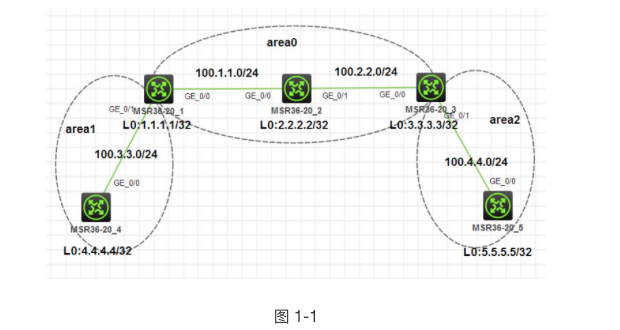 area0
100.1.1.0/24
100.2.2.0/24
GE_0/1
GE_0/0
GE_0/0
GE_0/1
GE_0/0
GE_0/1
MSR36-20_1
MSR36-20_2
MSR36-20_3
L0:1.1.1.1/32
L0:2.2.2.2/32
L0:3.3.3.3/32
area1
area2
100.3.3.0/24
100.4.4.0/24
GE_0/0
GE_0/0
MSR36-20_4
MSR36-20_5
L0:4.4.4.4/32
L0:5.5.5.5/32
图 1-1